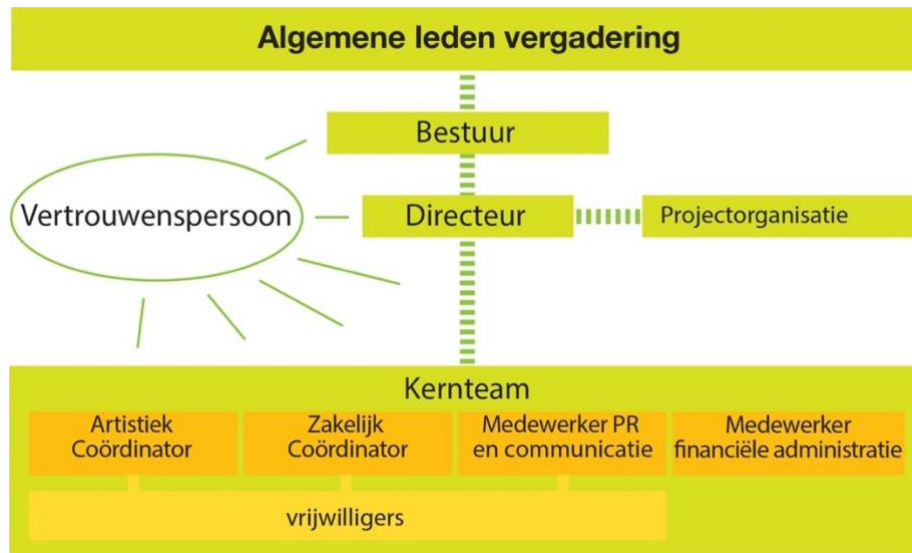 Algemene leden vergadering
Bestuur
Vertrouwenspersoon
Directeur
Projectorganisatie
Kernteam
Artistiek
Coördinator
Zakelijk
Coördinator
Medewerker PR
en communicatie
Medewerker
financiële administratie
vrijwilligers